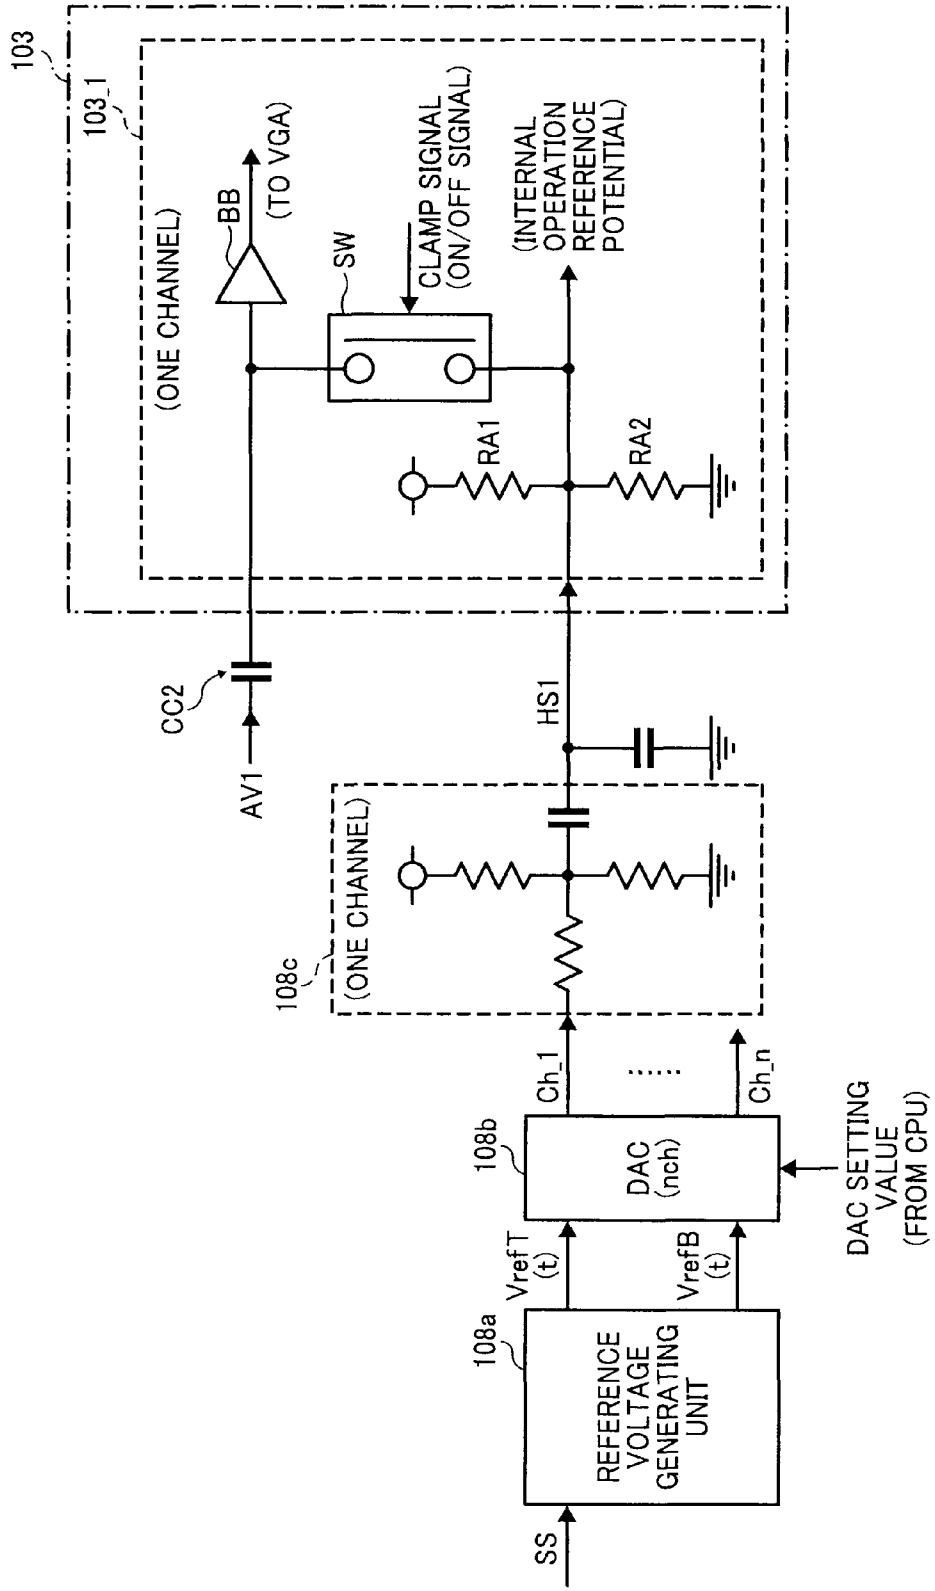 SS
108a
REFERENCE
VOLTAGE
GENERATING
UNIT
VrefT
(t)
VrefB
(t)
108b
DAC
(nch)
DAC SETTING
VALUE
(FROM CPU)
Ch_1
......
Ch_n
108c
(ONE CHANNEL)
AV1
CC2
HS1
103
103_1
(ONE CHANNEL)
BB
(TO VGA)
SW
CLAMP SIGNAL
(ON/OFF SIGNAL)
RA1
RA2
(INTERNAL
OPERATION
REFERENCE
POTENTIAL)